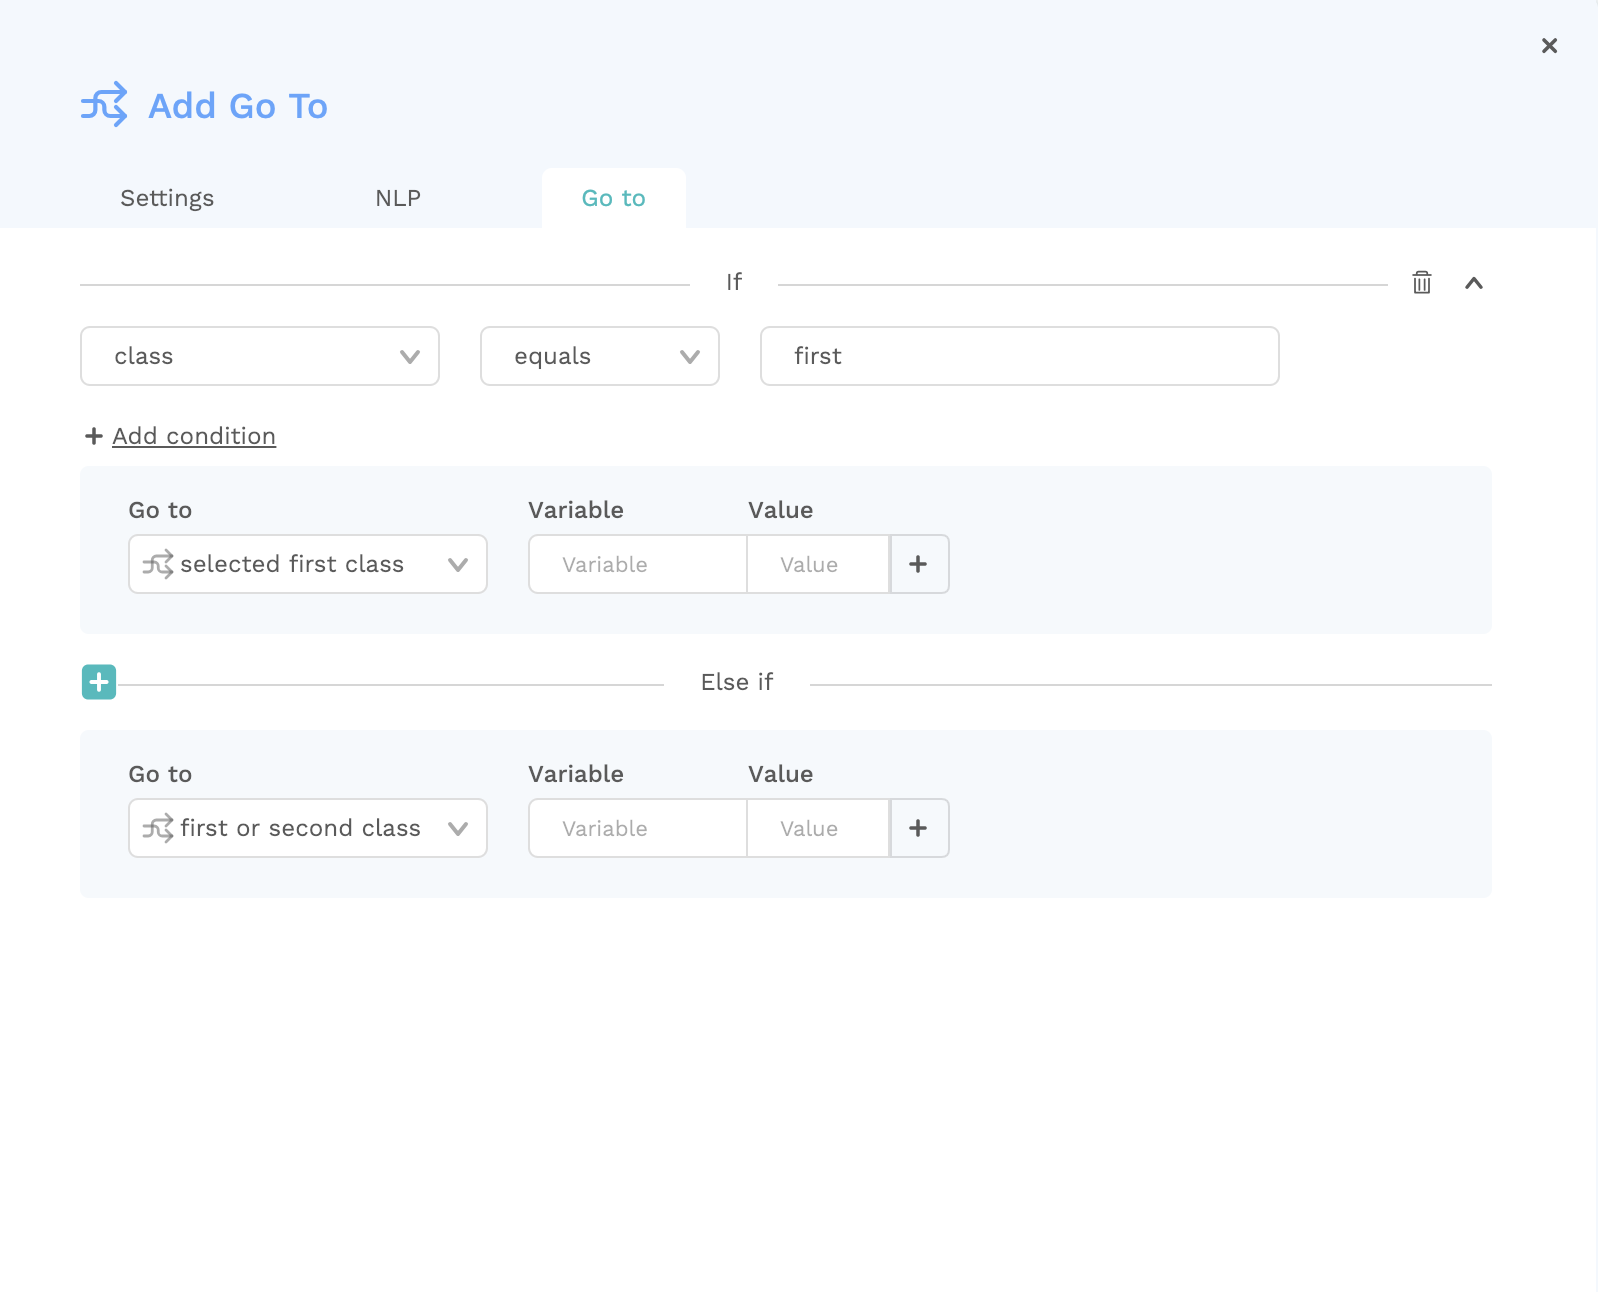 Add Go To
Settings NLP Go to
If
class equals first
Add condition
Go to Variable Value
selected first class Variable Value
Else if
Go to Variable Value
first or second class Variable Value